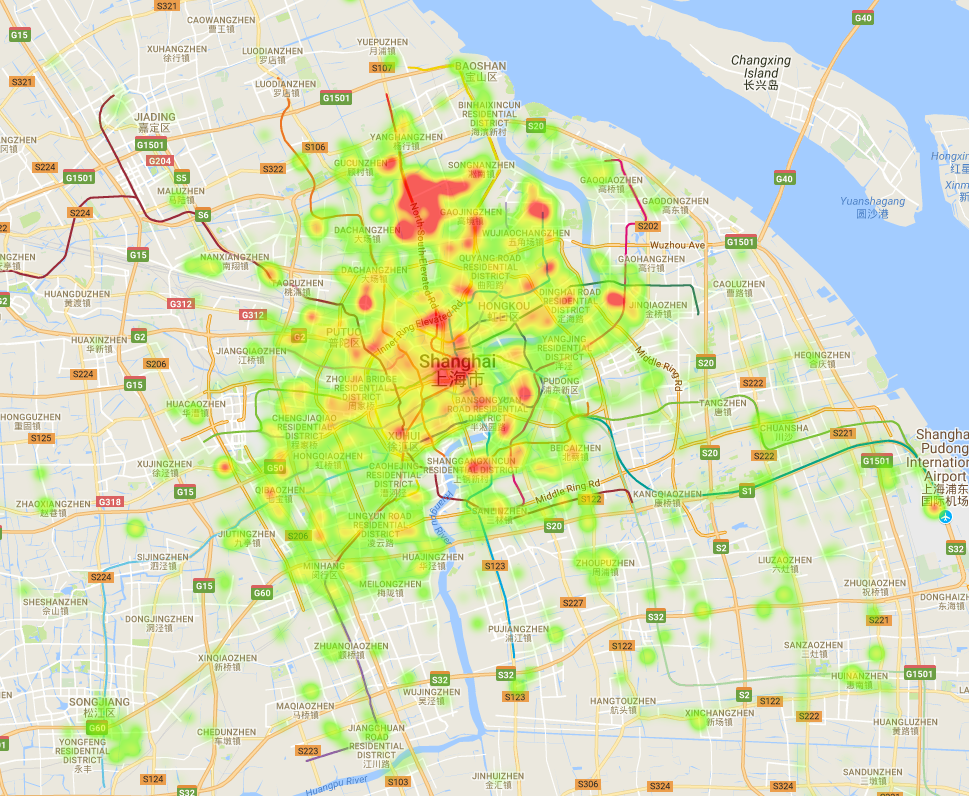 S321
CAOWANGZHEN
曹王镇
G40
G15
XUHANGZHEN
徐行镇
LUODIANZHEN
罗店镇
YUEPUZHEN
月浦镇
S107
BAOSHAN
宝山区
Changxing
Island
长兴岛
S321
LUODIANZHEN
罗店镇
G1501
JIADING
嘉定区
BINHAIXINCUN
RESIDENTIAL
DISTRICT
海滨新村
S20
G1501
S106
YANGHANGZHEN
杨行镇
S224
G204
S322
GUCUNZHEN
顾村镇
SONGNANZHEN
G1501
S5
MALUZHEN
马陆镇
GAOQIAOZHEN
高桥镇
G40
S224
S6
North-South Elevated Rd
GAOJINGZHEN
GAODONGZHEN
高东镇
Yuanshagang
圆沙港
DACHANGZHEN
大场镇
WUJIAOCHANGZHEN
五角场镇
S202
G15
NANXIANGZHEN
南翔镇
Wuzhou Ave
G1501
DACHANGZHEN
大场镇
QUYANG ROAD
RESIDENTIAL
DISTRICT
曲阳路
GAOHANGZHEN
高行镇
TAOPUZHEN
桃浦镇
HUANGDUZHEN
黄渡镇
G312
G312
DINGHAI ROAD
RESIDENTIAL
DISTRICT
定海路
HONGKOU
虹口区
CAOLUZHEN
曹路镇
JINQIAOZHEN
金桥镇
HUAXINZHEN
华新镇
G2
G2
PUTUO
普陀区
Inner Ring Elevated Rd
S206
JIANGQIAOZHEN
江桥镇
YANGJING
RESIDENTIAL
DISTRICT
洋泾
Shanghai
上海市
Middle Ring Rd
S20
HEQINGZHEN
合庆镇
S224
G15
ZHOUJIA BRIDGE
RESIDENTIAL
DISTRICT
周家桥
PUDONG
浦东新区
S222
HUACAOZHEN
华漕镇
BANSONGYUAN
ROAD RESIDENTIAL
DISTRICT
半淞园路
TANGZHEN
唐镇
CHONGGUZHEN
重固镇
S125
CHENGJIAQIAO
RESIDENTIAL
DISTRICT
程家桥
CHUANSHA
川沙
S221
XUHUI
徐汇区
BEICAIZHEN
北蔡镇
S20
S222
Shanghai
Pudong
International
Airport
上海浦东
国际机场
XUJINGZHEN
徐泾镇
G50
HONGQIAOZHEN
虹桥镇
CAOHEJING
RESIDENTIAL
DISTRICT
漕河泾
SHANGGANGXINCUN
RESIDENTIAL
DISTRICT
上钢新村
G1501
G15
QIBAOZHEN
七宝镇
Middle Ring Rd
S122
KANGQIAOZHEN
康桥镇
S1
ZHAOXIANGZHEN
赵巷镇
G318
SANLINZHEN
三林镇
LINGYUN ROAD
RESIDENTIAL
DISTRICT
凌云路
S20
JIUTINGZHEN
九亭镇
S206
S2
S32
SIJINGZHEN
泗泾镇
HUAJINGZHEN
华泾镇
S123
ZHOUPUZHEN
周浦镇
LIUZAOZHEN
六灶镇
S224
MINHANG
闵行区
G15
G60
MEILONGZHEN
梅陇镇
ZHUQIAOZHEN
祝桥镇
SHESHANZHEN
佘山镇
S227
DONGHAIZHEN
东海镇
DONGJINGZHEN
洞泾镇
S32
S221
PUJIANGZHEN
浦江镇
ZHUANQIAOZHEN
颛桥镇
S122
SANZAOZHEN
三灶镇
XINQIAOZHEN
新桥镇
S32
S32
HUINANZHEN
惠南镇
G1501
SONGJIANG
松江区
MAQIAOZHEN
马桥镇
WUJINGZHEN
吴泾镇
S123
S2
S122
HANGTOUZHEN
航头镇
XINCHANGZHEN
新场镇
S222
G60
HUANGLUZHEN
黄路镇
CHEDUNZHEN
车墩镇
JIANGCHUAN
ROAD
RESIDENTIAL
DISTRICT
江川路
YONGFENG
RESIDENTIAL
DISTRICT
永丰
S223
S124
S103
JINHUIZHEN
金汇镇
S306
S324
S324
SANDUNZHEN
三墩镇
S32
Huangpu River